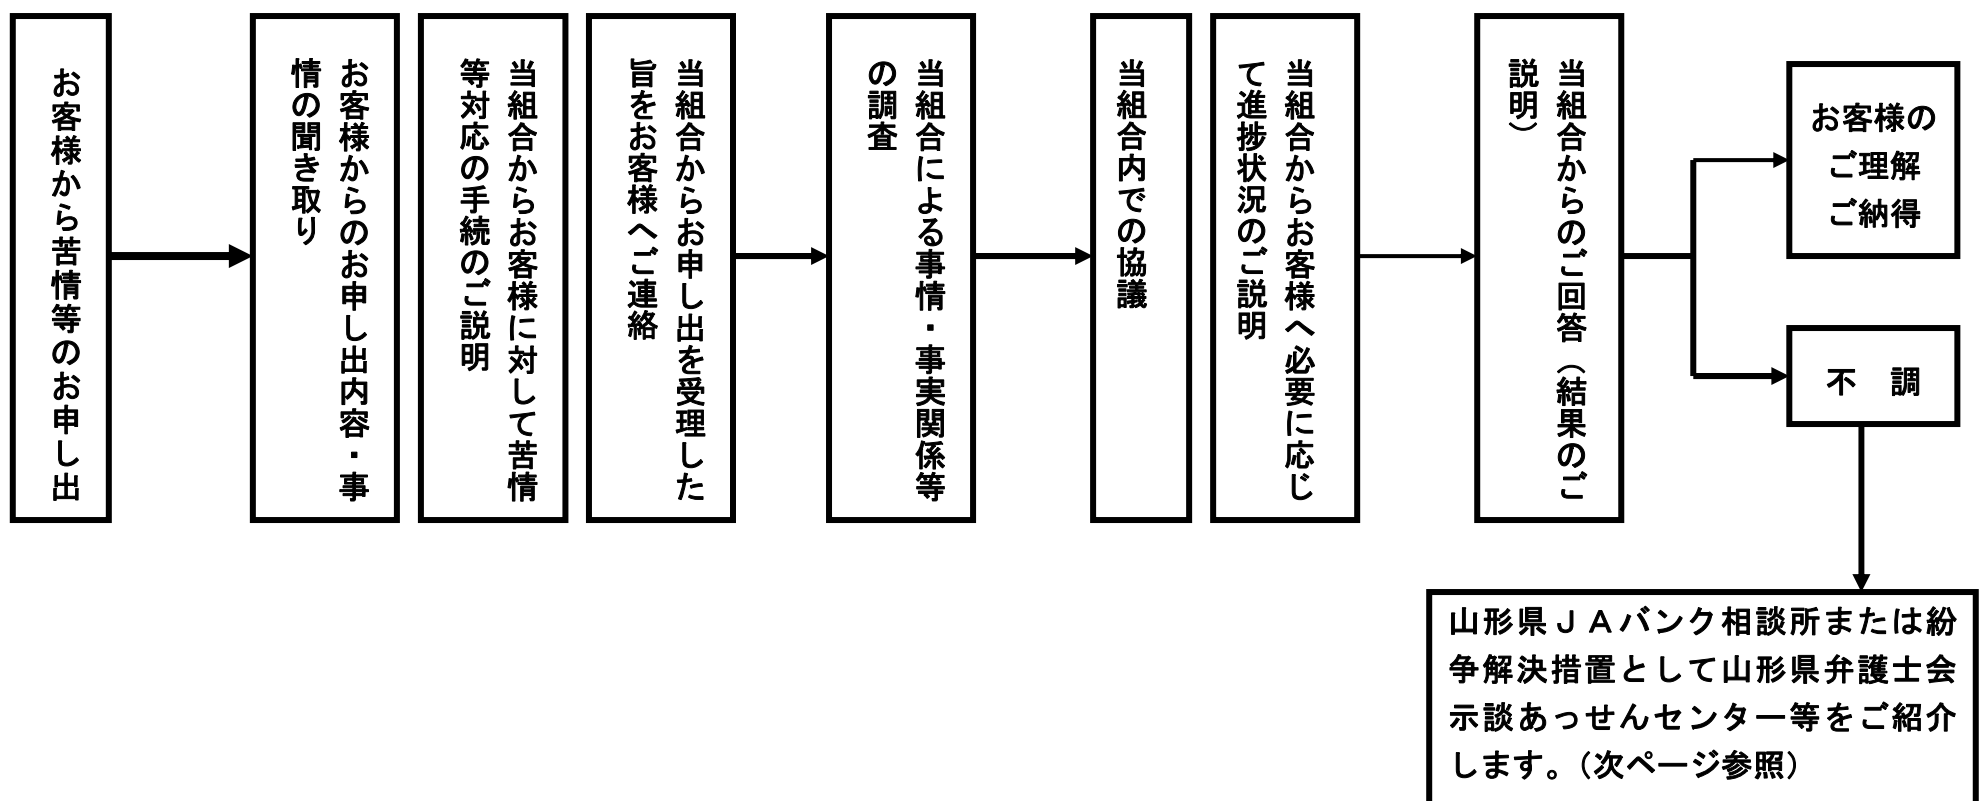 お客様から苦情等のお申し出
お客様からのお申し出内容・事
情の聞き取り
当組合からお客様に対して苦情
等対応の手続のご説明
当組合からお申し出を受理した
旨をお客様へご連絡
当組合による事情・事実関係等
の調査
当組合内での協議
当組合からお客様へ必要に応じ
て進捗状況のご説明
当組合からのご回答（結果のご
説明）
お客様の
ご理解
ご納得
不　調
山形県ＪＡバンク相談所または紛
争解決措置として山形県弁護士会
示談あっせんセンター等をご紹介
します。（次ページ参照）